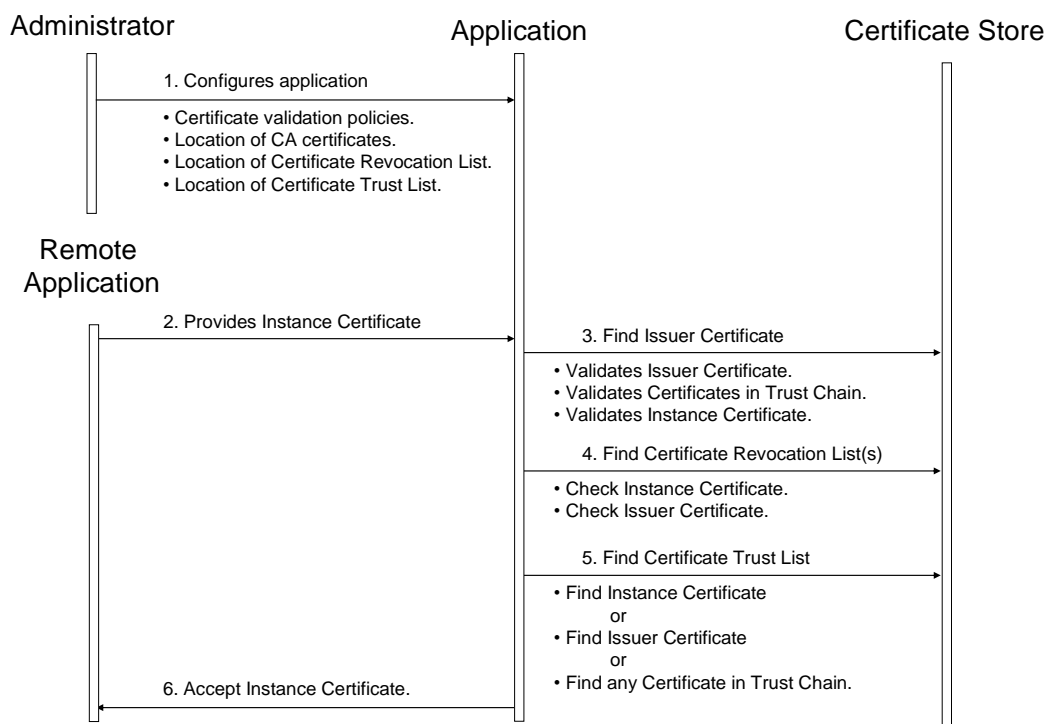 Administrator
Application
Certificate Store
1. Configures application
• Certificate validation policies.
• Location of CA certificates.
• Location of Certificate Revocation List.
• Location of Certificate Trust List.
Remote
Application
2. Provides Instance Certificate
3. Find Issuer Certificate
• Validates Issuer Certificate.
• Validates Certificates in Trust Chain.
• Validates Instance Certificate.
4. Find Certificate Revocation List(s)
• Check Instance Certificate.
• Check Issuer Certificate.
5. Find Certificate Trust List
• Find Instance Certificate
or
• Find Issuer Certificate
or
• Find any Certificate in Trust Chain.
6. Accept Instance Certificate.